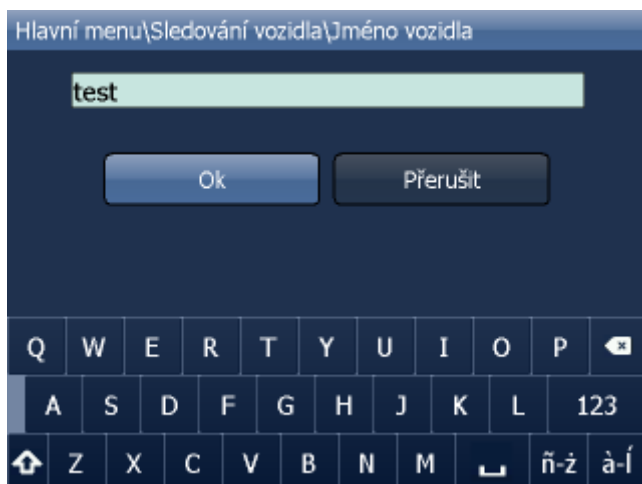 Hlavní menu\Sledování vozidla\Jméno vozidla
test
Ok Přerušit
Q W E R T Y U I O P
A S D F G H J K L 123
Z X C V B N M ñ-ż à-Í